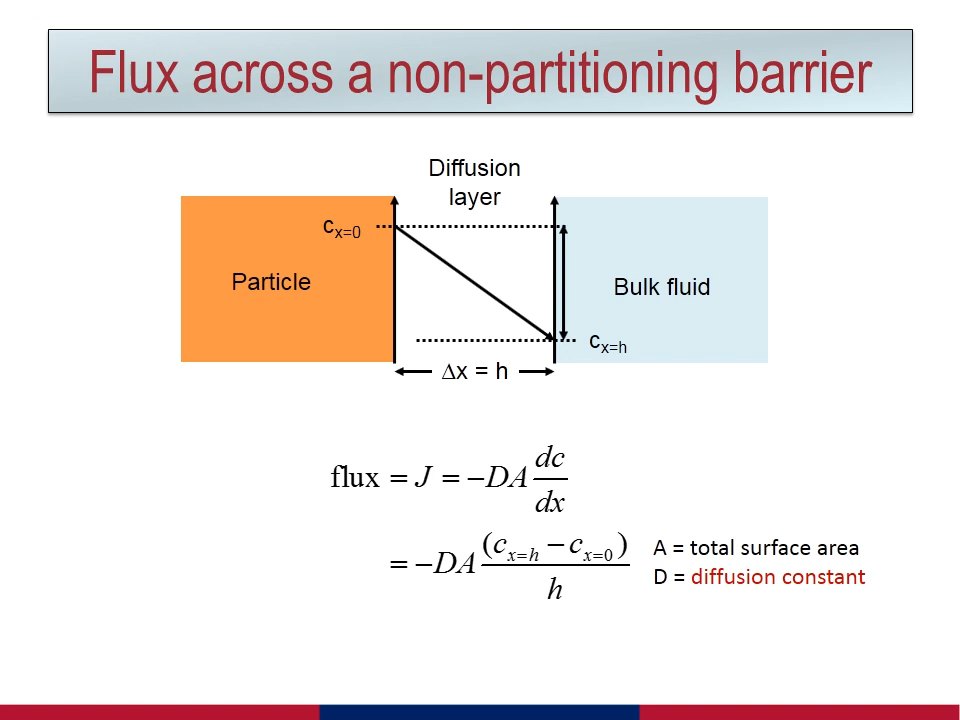 Flux across a non-partitioning barrier
Diffusion
layer
cₓ₌₀
Particle
Bulk fluid
cₓ₌ₕ
Δx = h
flux = J = −DA dc/dx
= −DA (cₓ₌ₕ − cₓ₌₀)/h
A = total surface area
D = diffusion constant